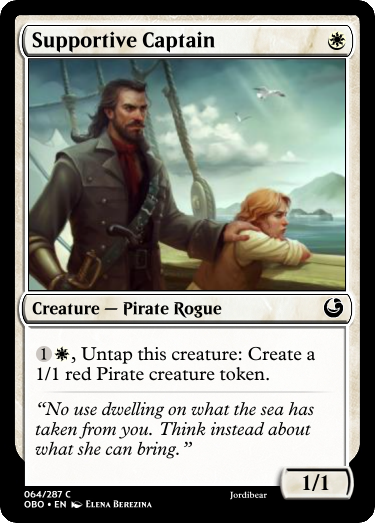 Supportive Captain
Creature — Pirate Rogue
1, Untap this creature: Create a
1/1 red Pirate creature token.
“No use dwelling on what the sea has
taken from you. Think instead about
what she can bring.”
1/1
064/287 C
OBO • EN Elena Berezina
Jordibear